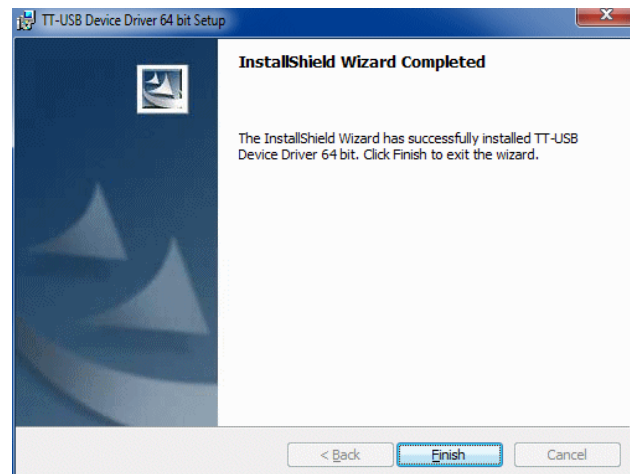 TT-USB Device Driver 64 bit Setup
InstallShield Wizard Completed
The InstallShield Wizard has successfully installed TT-USB
Device Driver 64 bit. Click Finish to exit the wizard.
< Back
Finish
Cancel